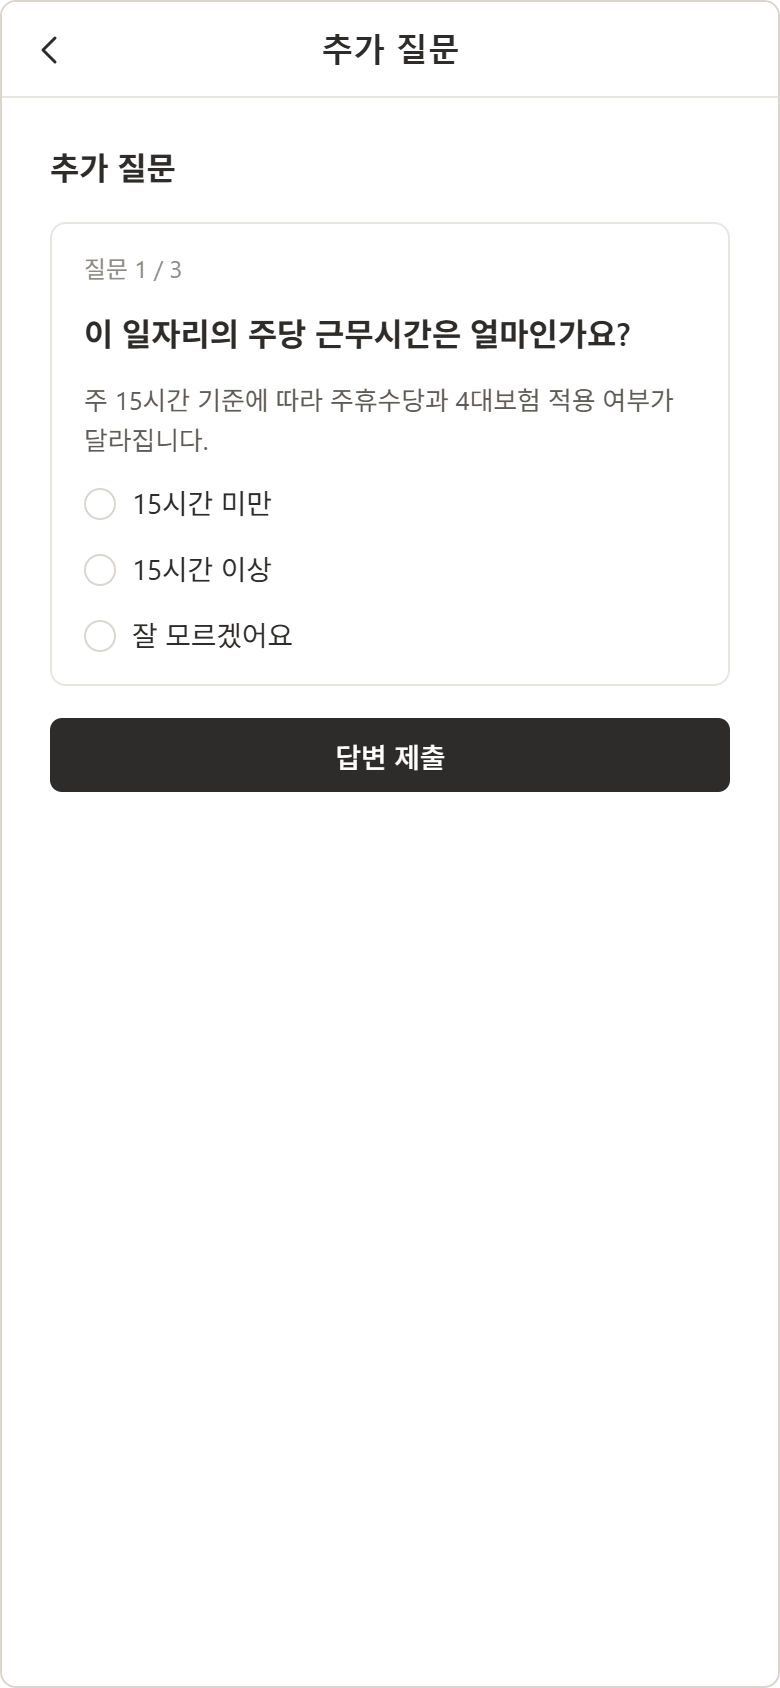 추가 질문
추가 질문
질문 1 / 3
이 일자리의 주당 근무시간은 얼마인가요?
주 15시간 기준에 따라 주휴수당과 4대보험 적용 여부가
달라집니다.
15시간 미만
15시간 이상
잘 모르겠어요
답변 제출